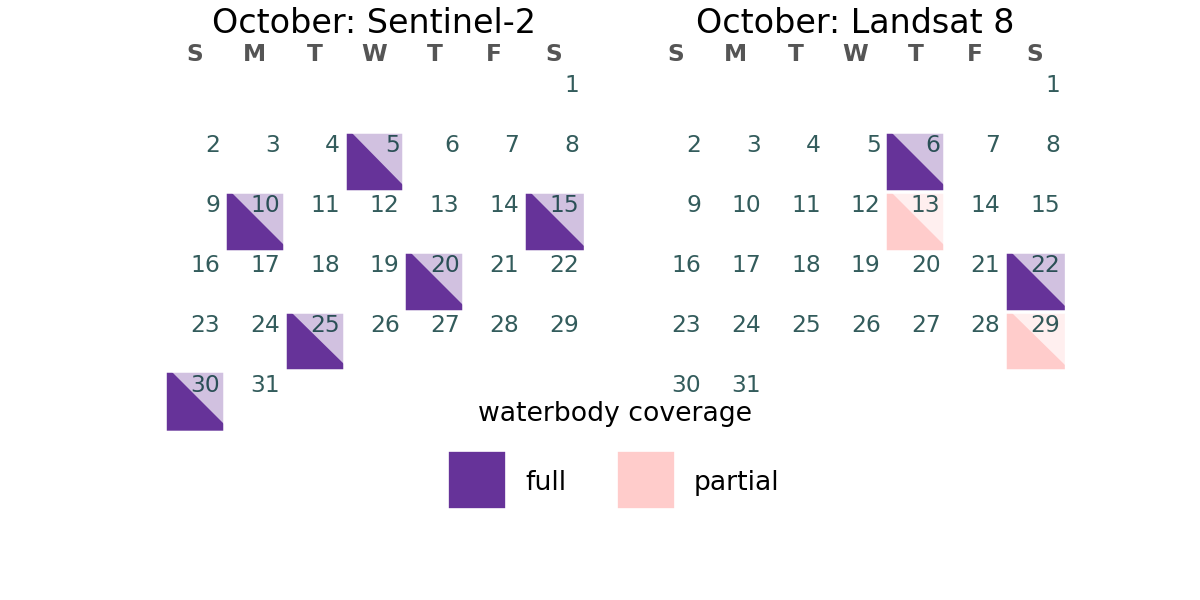 October: Sentinel-2
S M T W T F S
1
2 3 4 5 6 7 8
9 10 11 12 13 14 15
16 17 18 19 20 21 22
23 24 25 26 27 28 29
30 31
October: Landsat 8
S M T W T F S
1
2 3 4 5 6 7 8
9 10 11 12 13 14 15
16 17 18 19 20 21 22
23 24 25 26 27 28 29
30 31
waterbody coverage
full partial